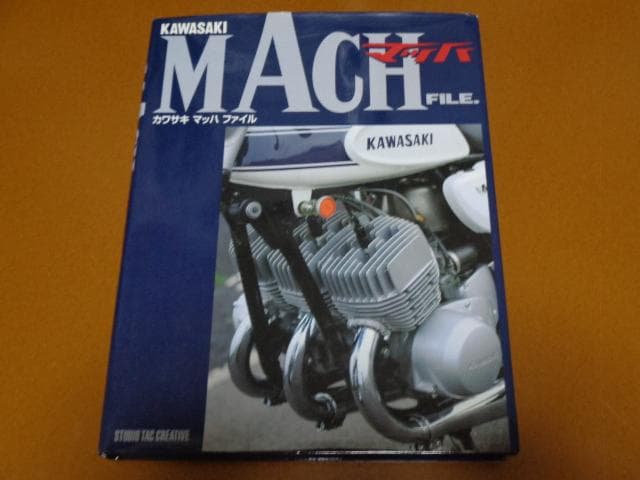 KAWASAKI
MACH
マッハ
FILE.
カワサキ マッハ ファイル
KAWASAKI
STUDIO TAC CREATIVE